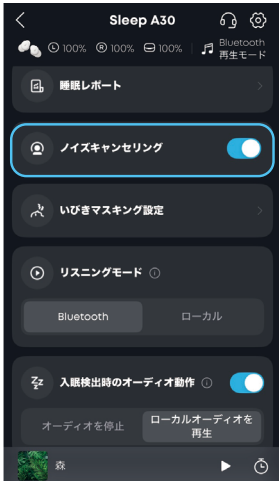 Sleep A30
L 100% R 100% 100% Bluetooth
再生モード
睡眠レポート
ノイズキャンセリング
いびきマスキング設定
リスニングモード
Bluetooth ローカル
入眠検出時のオーディオ動作
オーディオを停止 ローカルオーディオを
再生
森